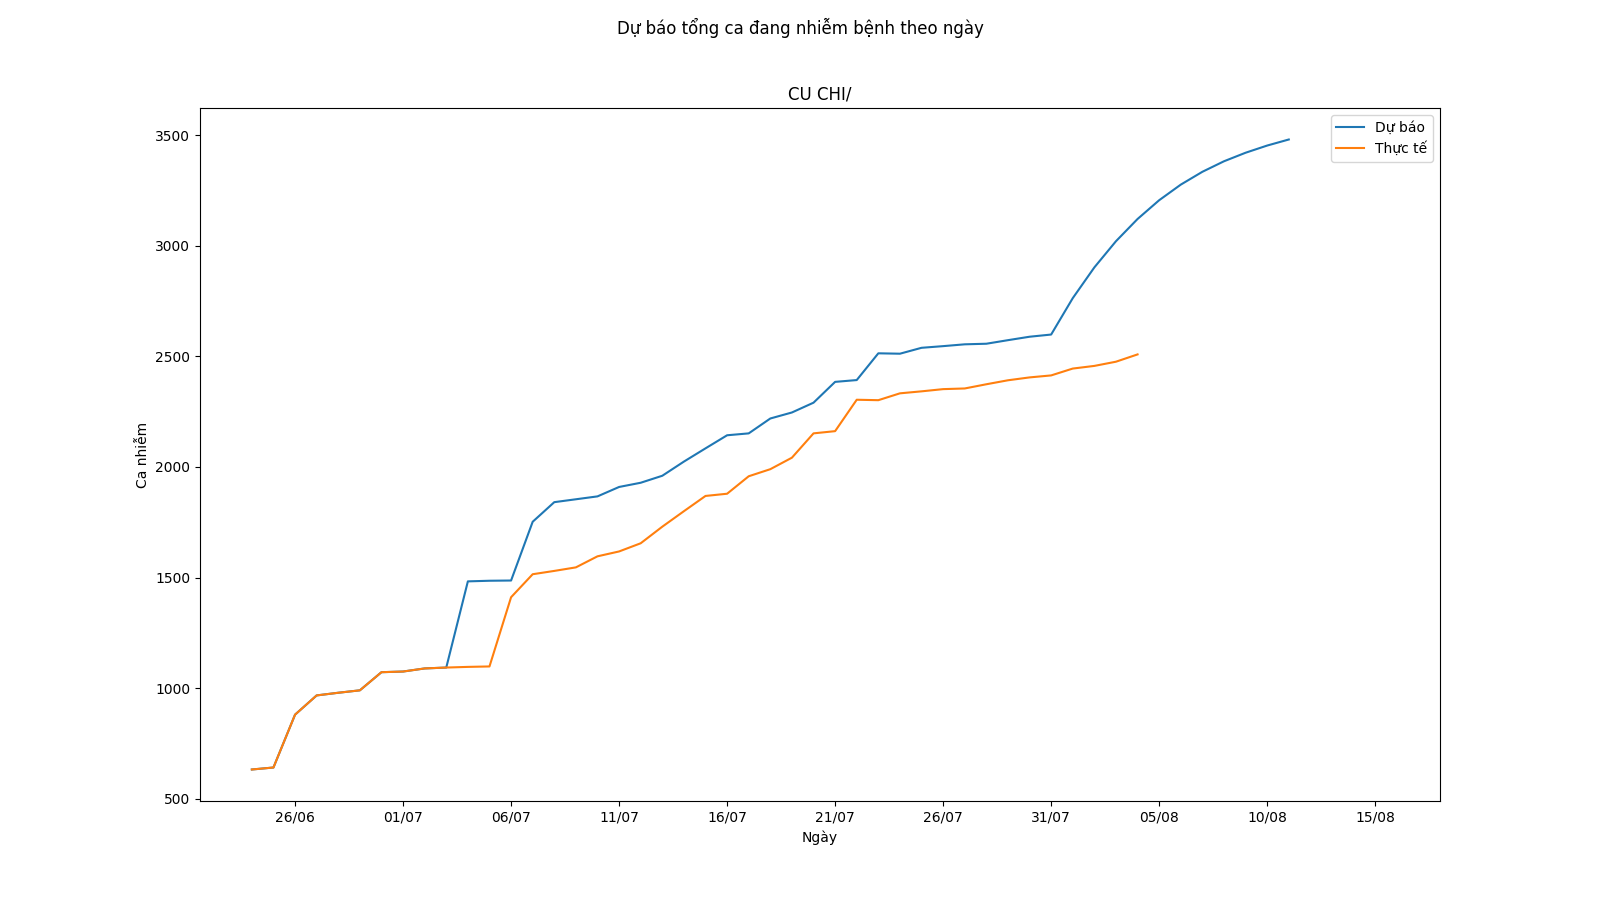 Dự báo tổng ca đang nhiễm bệnh theo ngày
CU CHI/
Dự báo
Thực tế
3500
3000
2500
2000
1500
1000
500
Ca nhiễm
26/06 01/07 06/07 11/07 16/07 21/07 26/07 31/07 05/08 10/08 15/08
Ngày